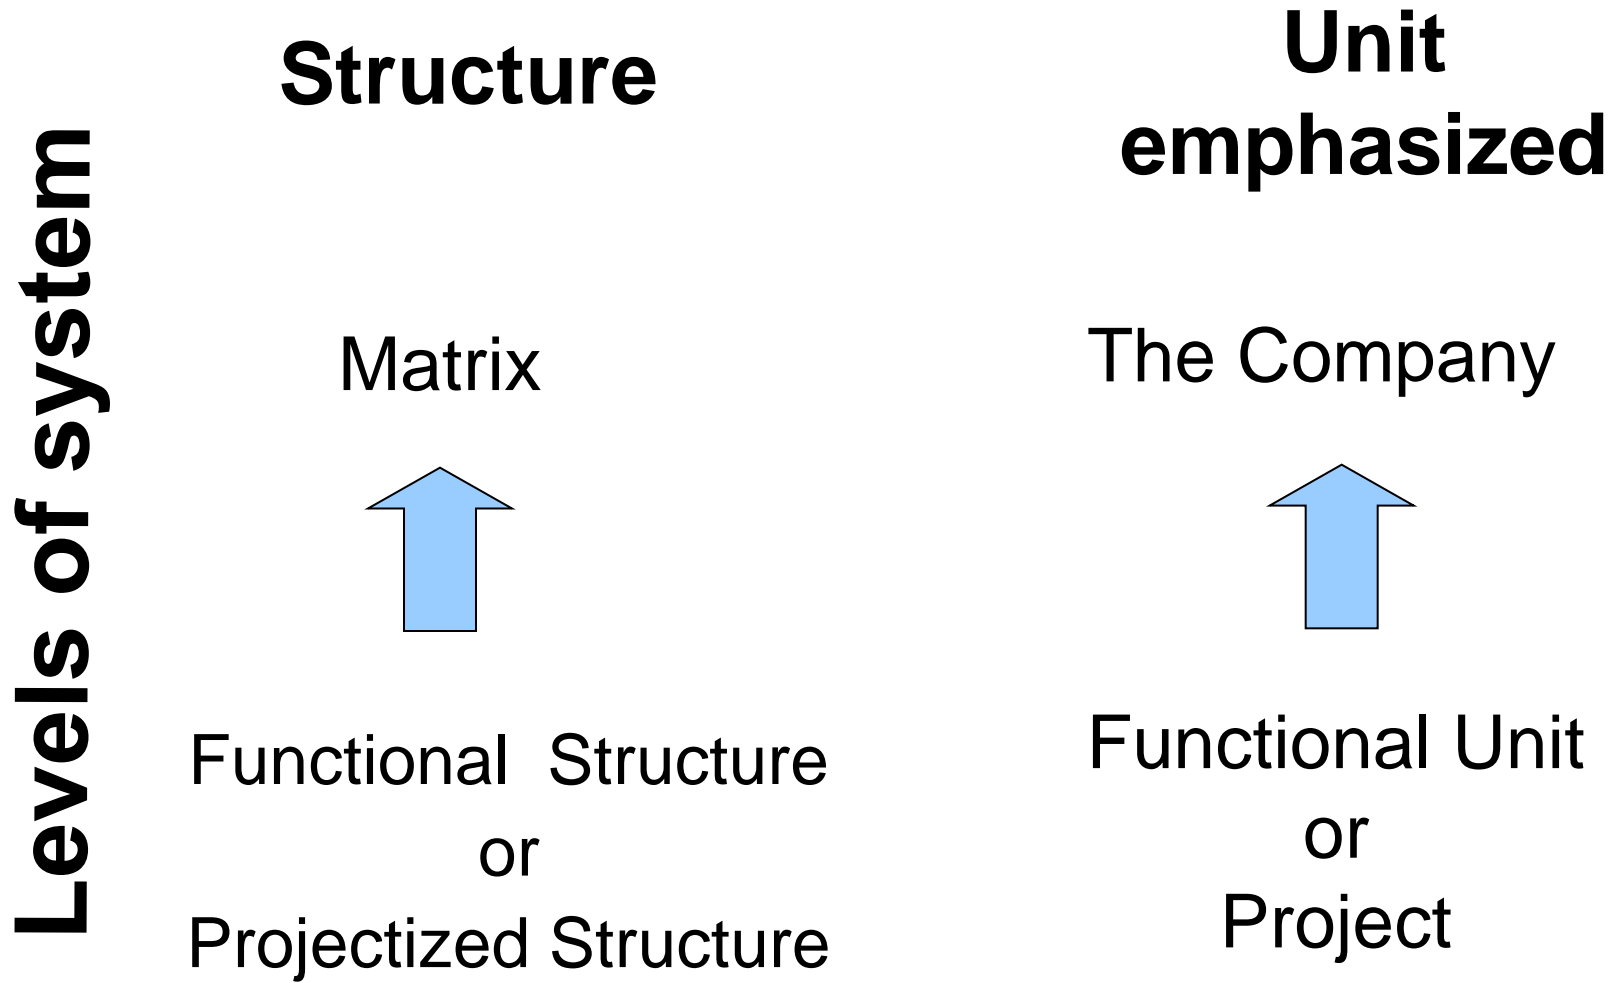 Levels of system
Structure
Unit
emphasized
Matrix
The Company
Functional Structure
or
Projectized Structure
Functional Unit
or
Project